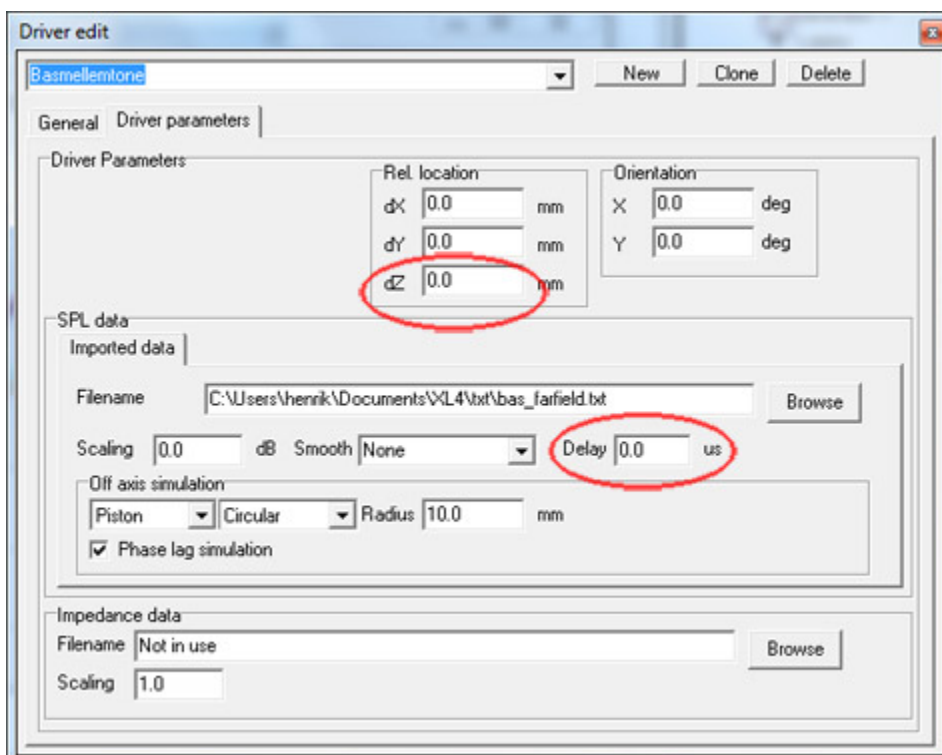 Driver edit
Basmellemtone New Clone Delete
General Driver parameters
Driver Parameters
Rel. location Orientation
dX 0.0 mm X 0.0 deg
dY 0.0 mm Y 0.0 deg
dZ 0.0 mm
SPL data
Imported data
Filename C:\Users\henrik\Documents\XL4\txt\bas_farfield.txt Browse
Scaling 0.0 dB Smooth None Delay 0.0 us
Off axis simulation
Piston Circular Radius 10.0 mm
Phase lag simulation
Impedance data
Filename Not in use Browse
Scaling 1.0